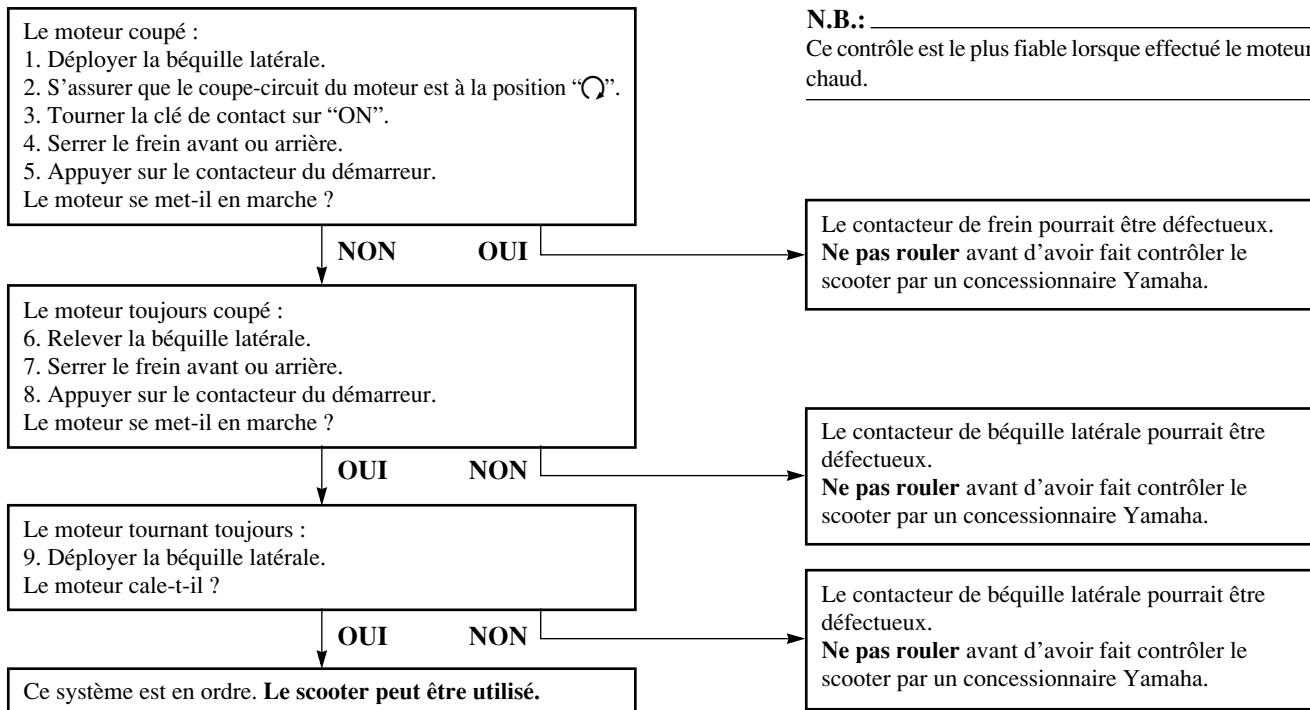 Le moteur coupé :
1. Déployer la béquille latérale.
2. S’assurer que le coupe-circuit du moteur est à la position “”.
3. Tourner la clé de contact sur “ON”.
4. Serrer le frein avant ou arrière.
5. Appuyer sur le contacteur du démarreur.
Le moteur se met-il en marche ?
N.B.:
Ce contrôle est le plus fiable lorsque effectué le moteur
chaud.
NON OUI
Le contacteur de frein pourrait être défectueux.
Ne pas rouler avant d’avoir fait contrôler le
scooter par un concessionnaire Yamaha.
Le moteur toujours coupé :
6. Relever la béquille latérale.
7. Serrer le frein avant ou arrière.
8. Appuyer sur le contacteur du démarreur.
Le moteur se met-il en marche ?
OUI NON
Le contacteur de béquille latérale pourrait être
défectueux.
Ne pas rouler avant d’avoir fait contrôler le
scooter par un concessionnaire Yamaha.
Le moteur tournant toujours :
9. Déployer la béquille latérale.
Le moteur cale-t-il ?
OUI NON
Le contacteur de béquille latérale pourrait être
défectueux.
Ne pas rouler avant d’avoir fait contrôler le
scooter par un concessionnaire Yamaha.
Ce système est en ordre. Le scooter peut être utilisé.